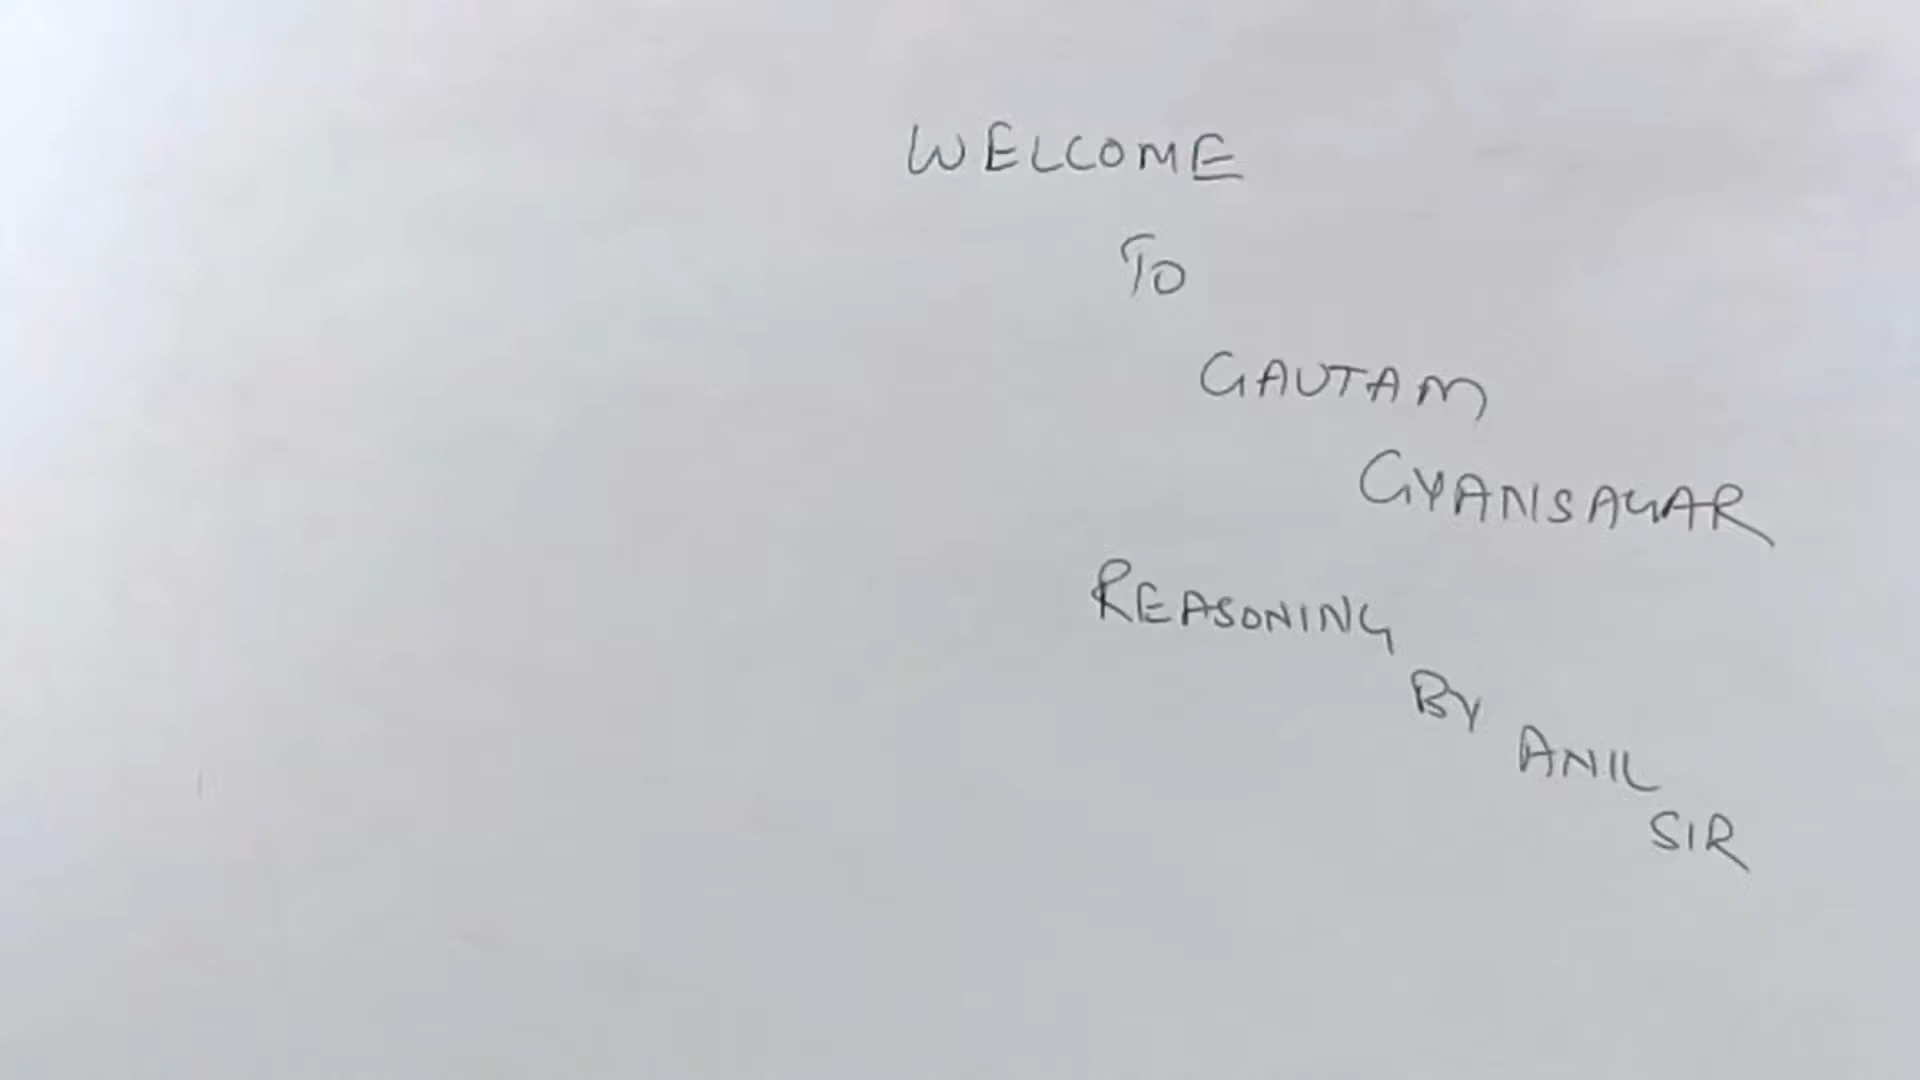 WELCOME
TO
GAUTAM
GYANSAGAR
REASONING
BY ANIL
SIR